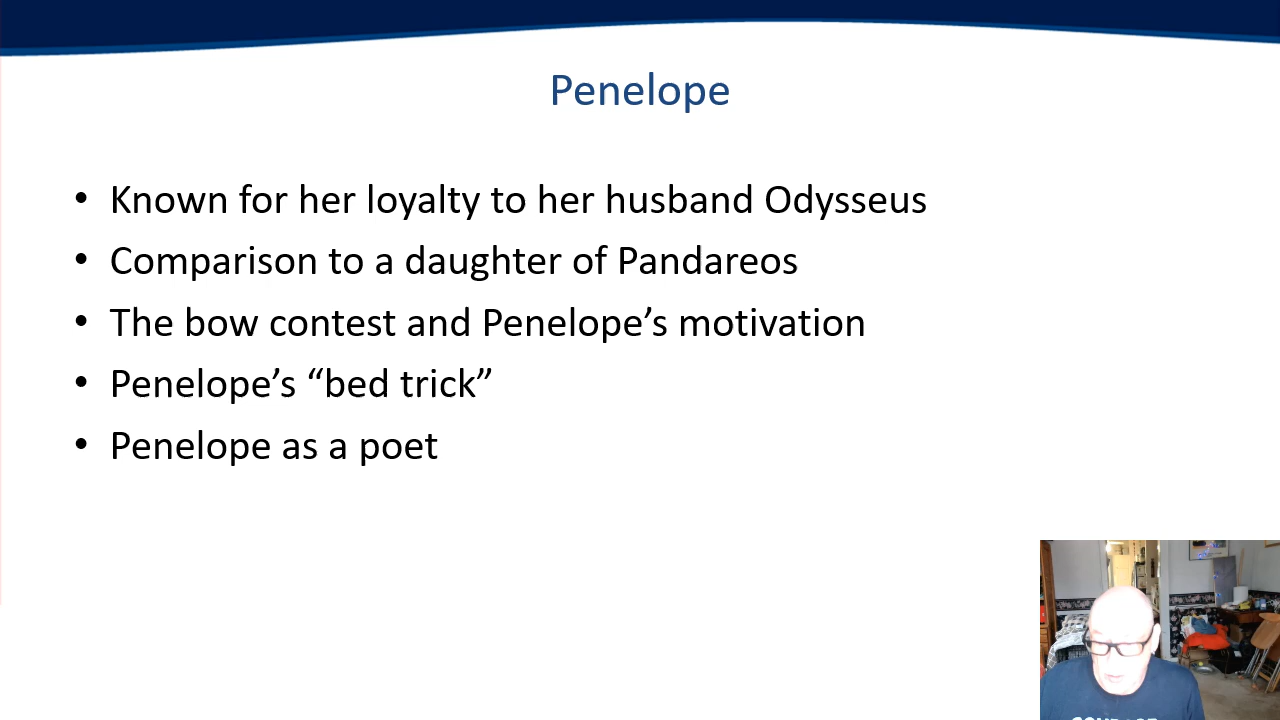 Penelope
• Known for her loyalty to her husband Odysseus
• Comparison to a daughter of Pandareos
• The bow contest and Penelope’s motivation
• Penelope’s “bed trick”
• Penelope as a poet